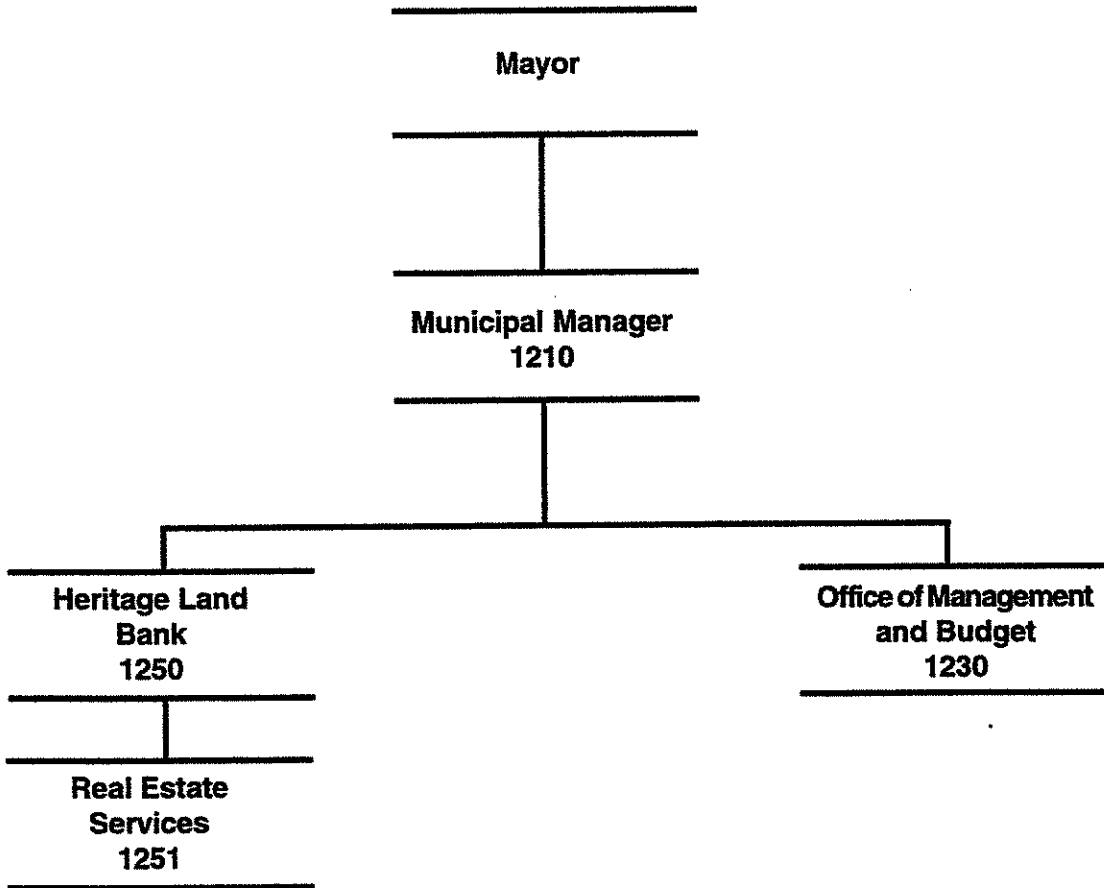 Mayor
Municipal Manager
1210
Heritage Land
Bank
1250
Office of Management
and Budget
1230
Real Estate
Services
1251